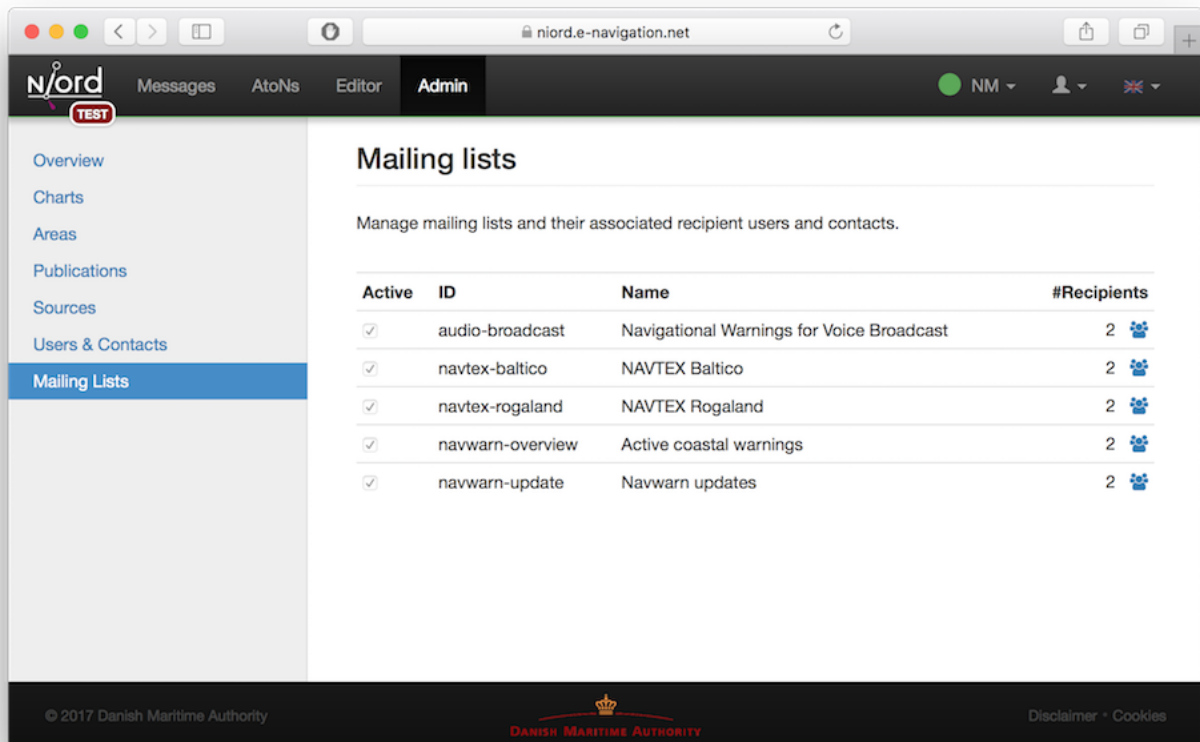 niord.e-navigation.net
Niord
TEST
Messages AtoNs Editor Admin NM
Overview
Charts
Areas
Publications
Sources
Users & Contacts
Mailing Lists
Mailing lists
Manage mailing lists and their associated recipient users and contacts.
Active ID Name #Recipients
audio-broadcast Navigational Warnings for Voice Broadcast 2
navtex-baltico NAVTEX Baltico 2
navtex-rogaland NAVTEX Rogaland 2
navwarn-overview Active coastal warnings 2
navwarn-update Navwarn updates 2
© 2017 Danish Maritime Authority
DANISH MARITIME AUTHORITY
Disclaimer • Cookies